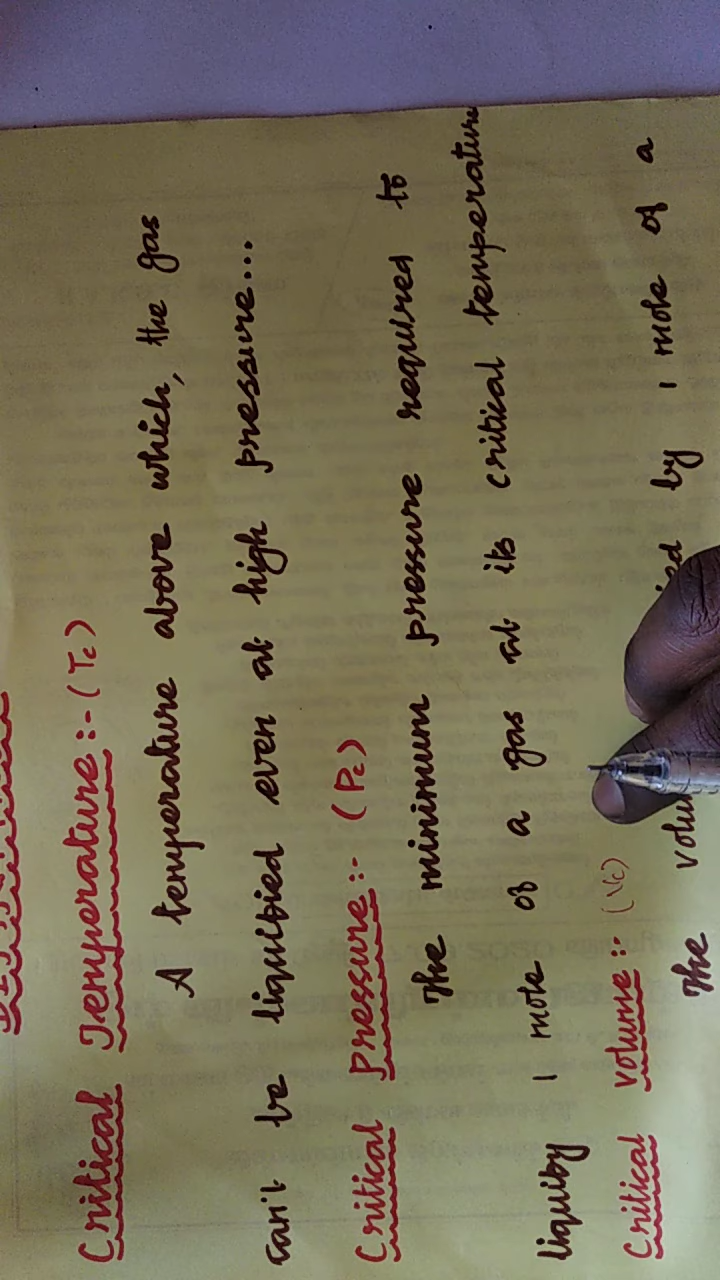 Critical Temperature :- (Tc)
A temperature above which, the gas
can't be liquified even at high pressure...
Critical pressure :- (Pc)
The minimum pressure required to
liquify 1 mole of a gas at its critical temperature
Critical volume :- (Vc)
The by 1 mole of a